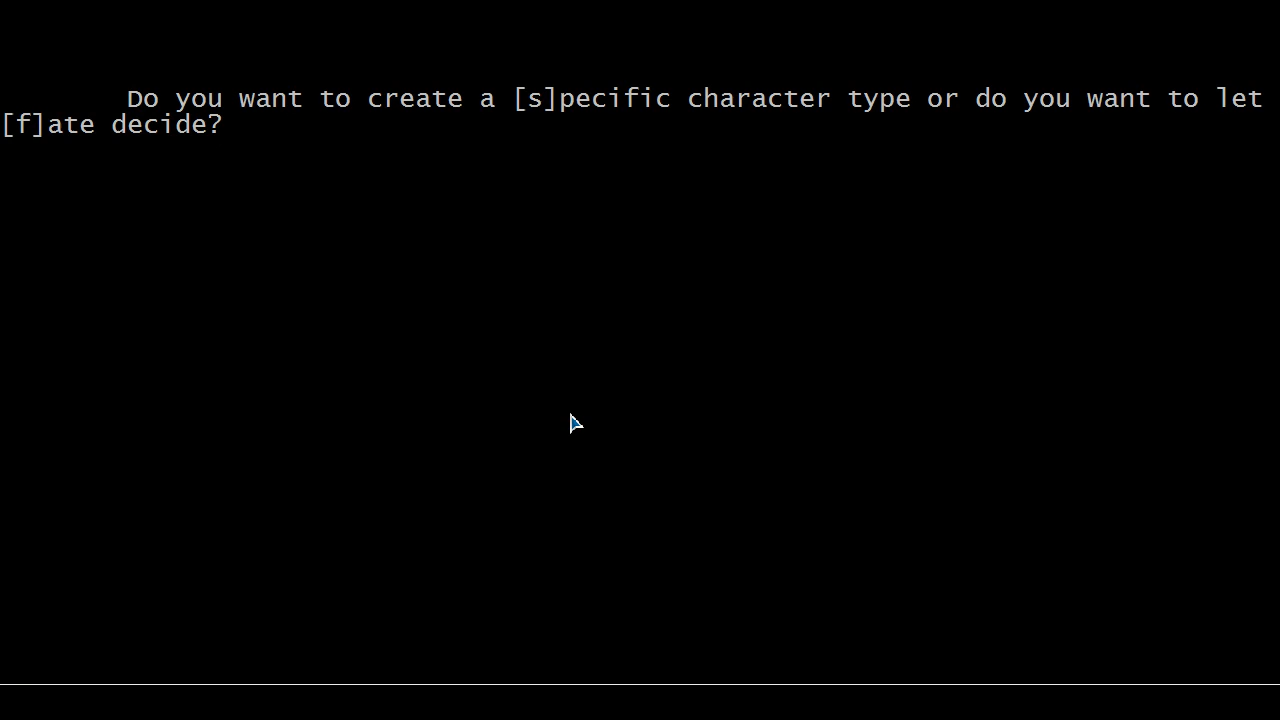 Do you want to create a [s]pecific character type or do you want to let
[f]ate decide?